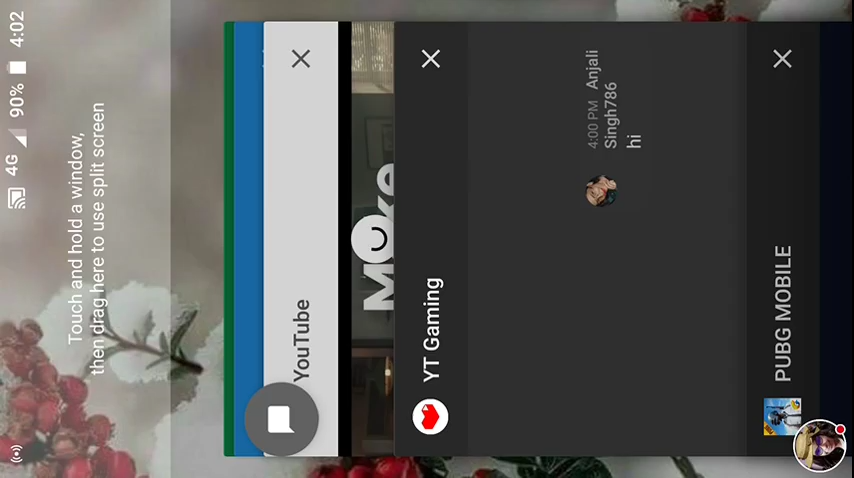 4G 90% 4:02
Touch and hold a window,
then drag here to use split screen
YouTube
YT Gaming
4:00 PM Anjali
Singh786
hi
PUBG MOBILE